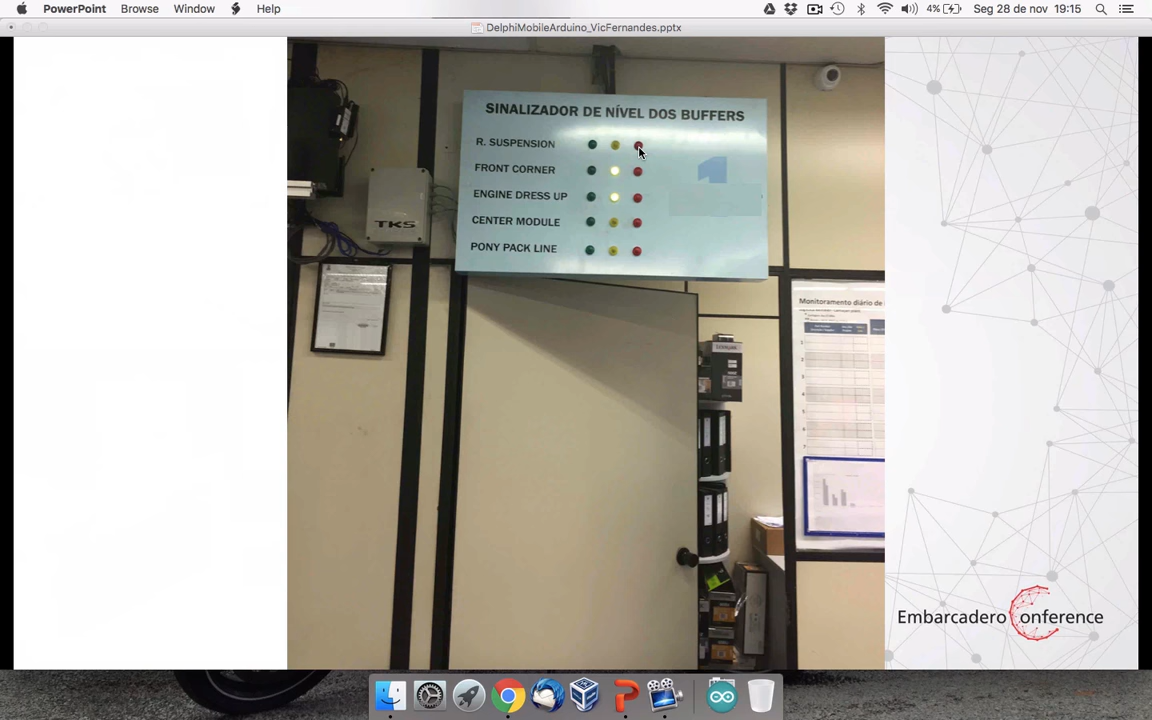 PowerPoint Browse Window Help 4% Seg 28 de nov 19:15
DelphiMobileArduino_VicFernandes.pptx
SINALIZADOR DE NÍVEL DOS BUFFERS
R. SUSPENSION
FRONT CORNER
ENGINE DRESS UP
CENTER MODULE
PONY PACK LINE
TKS
Monitoramento diário de
LEXMARK
Embarcadero Conference